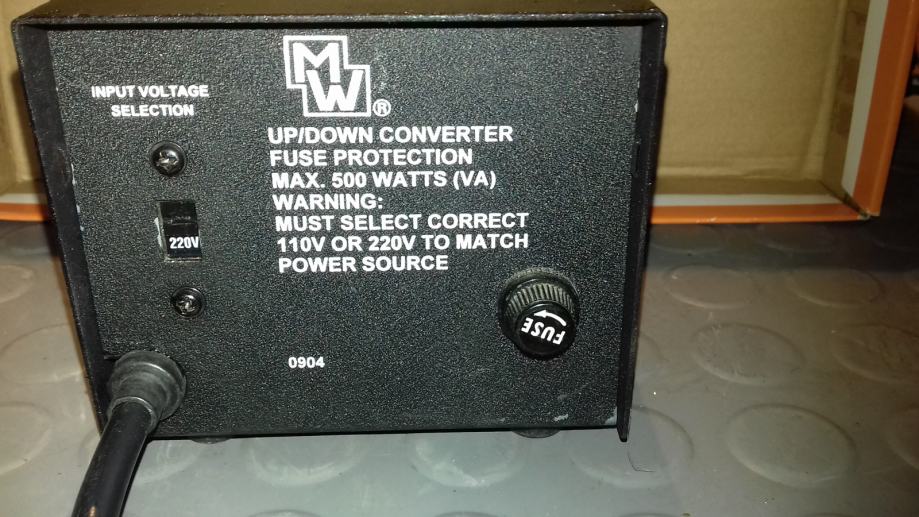 MW®
INPUT VOLTAGE
SELECTION
UP/DOWN CONVERTER
FUSE PROTECTION
MAX. 500 WATTS (VA)
WARNING:
MUST SELECT CORRECT
110V OR 220V TO MATCH
POWER SOURCE
220V
FUSE
0904